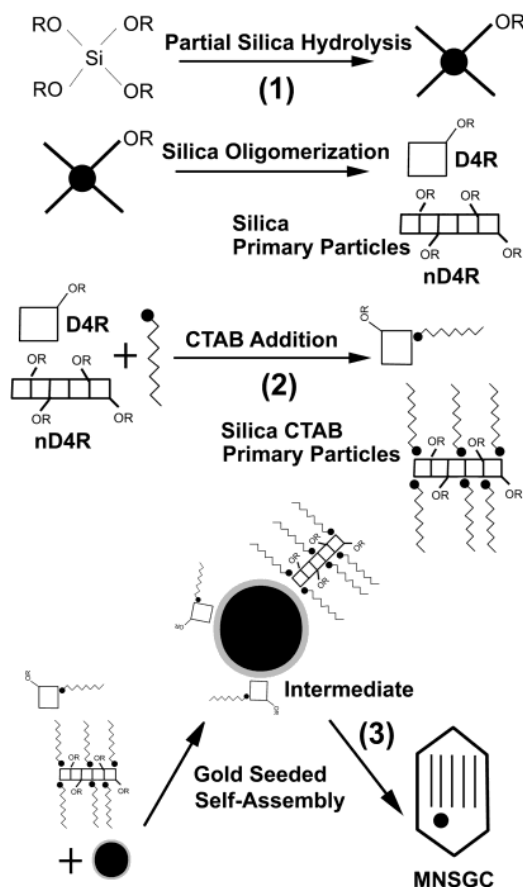 RO OR
Si
RO OR
Partial Silica Hydrolysis
(1)
OR
OR
Silica Oligomerization
OR
D4R
Silica
Primary Particles
OR OR
OR OR
nD4R
OR
D4R
+
OR OR
OR OR
nD4R
CTAB Addition
(2)
OR
Silica CTAB
Primary Particles
OR OR
OR OR
OR OR
OR OR
OR
OR
Intermediate
OR
OR OR
OR OR
+
Gold Seeded
Self-Assembly
(3)
MNSGC